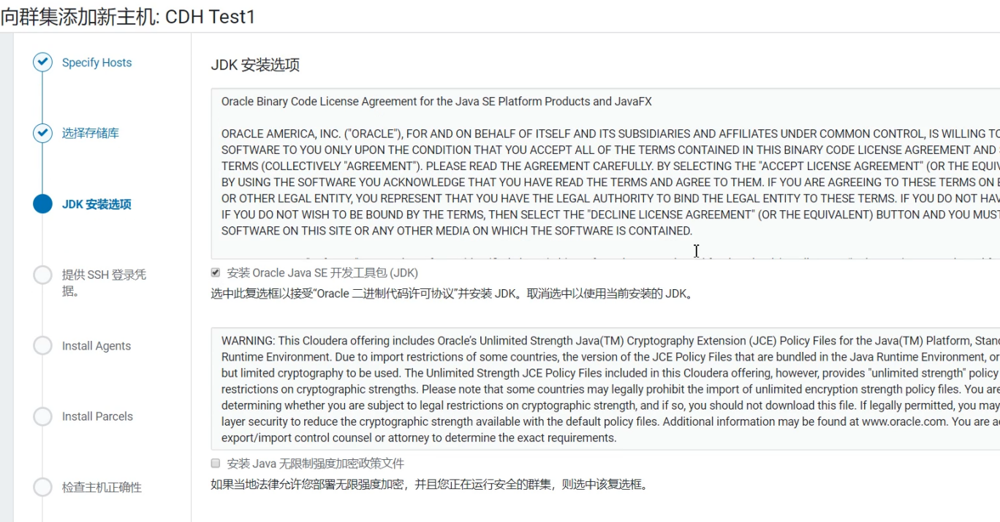 向群集添加新主机: CDH Test1
Specify Hosts
选择存储库
JDK 安装选项
提供 SSH 登录凭
据。
Install Agents
Install Parcels
检查主机正确性
JDK 安装选项
Oracle Binary Code License Agreement for the Java SE Platform Products and JavaFX
ORACLE AMERICA, INC. ("ORACLE"), FOR AND ON BEHALF OF ITSELF AND ITS SUBSIDIARIES AND AFFILIATES UNDER COMMON CONTROL, IS WILLING TO
SOFTWARE TO YOU ONLY UPON THE CONDITION THAT YOU ACCEPT ALL OF THE TERMS CONTAINED IN THIS BINARY CODE LICENSE AGREEMENT AND
TERMS (COLLECTIVELY "AGREEMENT"). PLEASE READ THE AGREEMENT CAREFULLY. BY SELECTING THE "ACCEPT LICENSE AGREEMENT" (OR THE EQUIV
BY USING THE SOFTWARE YOU ACKNOWLEDGE THAT YOU HAVE READ THE TERMS AND AGREE TO THEM. IF YOU ARE AGREEING TO THESE TERMS ON
OR OTHER LEGAL ENTITY, YOU REPRESENT THAT YOU HAVE THE LEGAL AUTHORITY TO BIND THE LEGAL ENTITY TO THESE TERMS. IF YOU DO NOT HAV
IF YOU DO NOT WISH TO BE BOUND BY THE TERMS, THEN SELECT THE "DECLINE LICENSE AGREEMENT" (OR THE EQUIVALENT) BUTTON AND YOU MUST
SOFTWARE ON THIS SITE OR ANY OTHER MEDIA ON WHICH THE SOFTWARE IS CONTAINED.
安装 Oracle Java SE 开发工具包 (JDK)
选中此复选框以接受“Oracle 二进制代码许可协议”并安装 JDK。取消选中以使用当前安装的 JDK。
WARNING: This Cloudera offering includes Oracle's Unlimited Strength Java(TM) Cryptography Extension (JCE) Policy Files for the Java(TM) Platform, Stan
Runtime Environment. Due to import restrictions of some countries, the version of the JCE Policy Files that are bundled in the Java Runtime Environment, or
but limited cryptography to be used. The Unlimited Strength JCE Policy Files included in this Cloudera offering, however, provides "unlimited strength" policy
restrictions on cryptographic strengths. Please note that some countries may legally prohibit the import of unlimited encryption strength policy files. You are
determining whether you are subject to legal restrictions on cryptographic strength, and if so, you should not download this file. If legally permitted, you may
layer security to reduce the cryptographic strength available with the default policy files. Additional information may be found at www.oracle.com. You are a
export/import control counsel or attorney to determine the exact requirements.
安装 Java 无限制强度加密政策文件
如果当地法律允许您部署无限强度加密，并且您正在运行安全的群集，则选中该复选框。